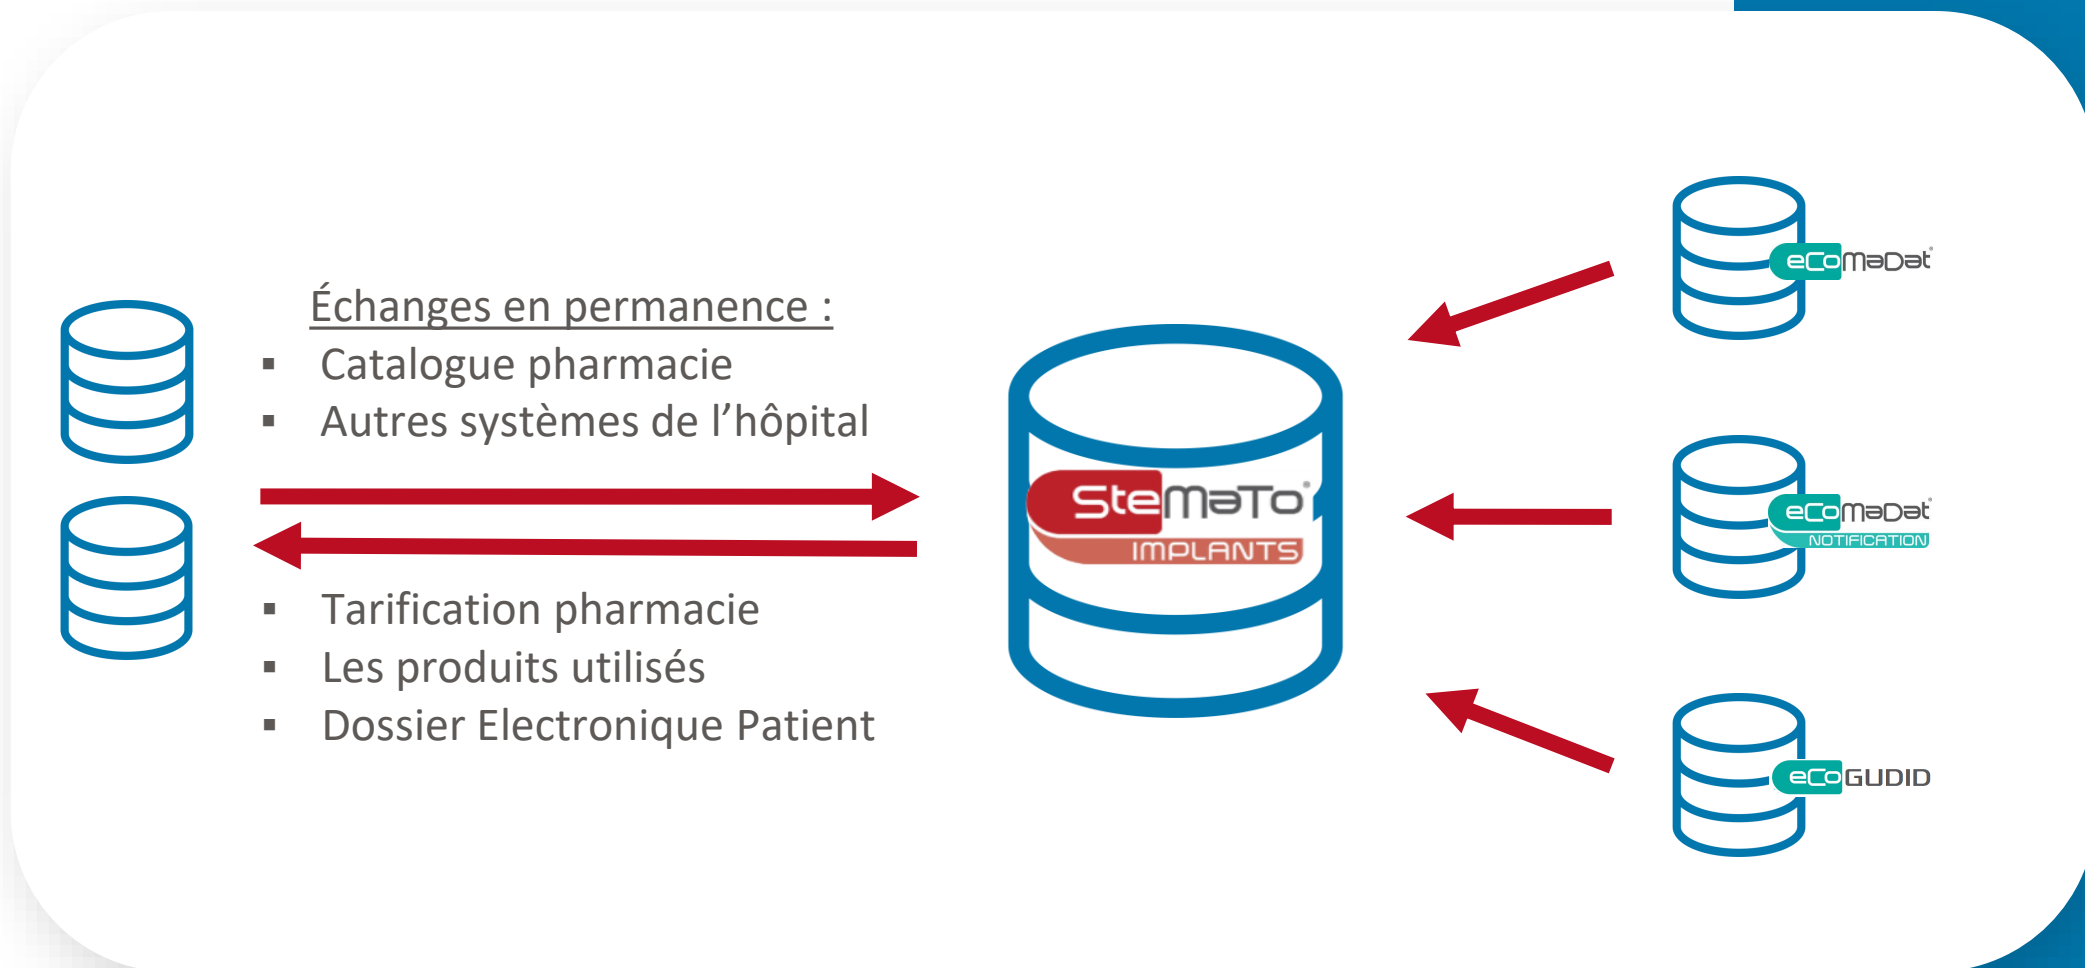 Échanges en permanence :
▪ Catalogue pharmacie
▪ Autres systèmes de l’hôpital
▪ Tarification pharmacie
▪ Les produits utilisés
▪ Dossier Electronique Patient
SteMaTo®
IMPLANTS
eCoMaDat®
eCoMaDat®
NOTIFICATION
eCoGUDID